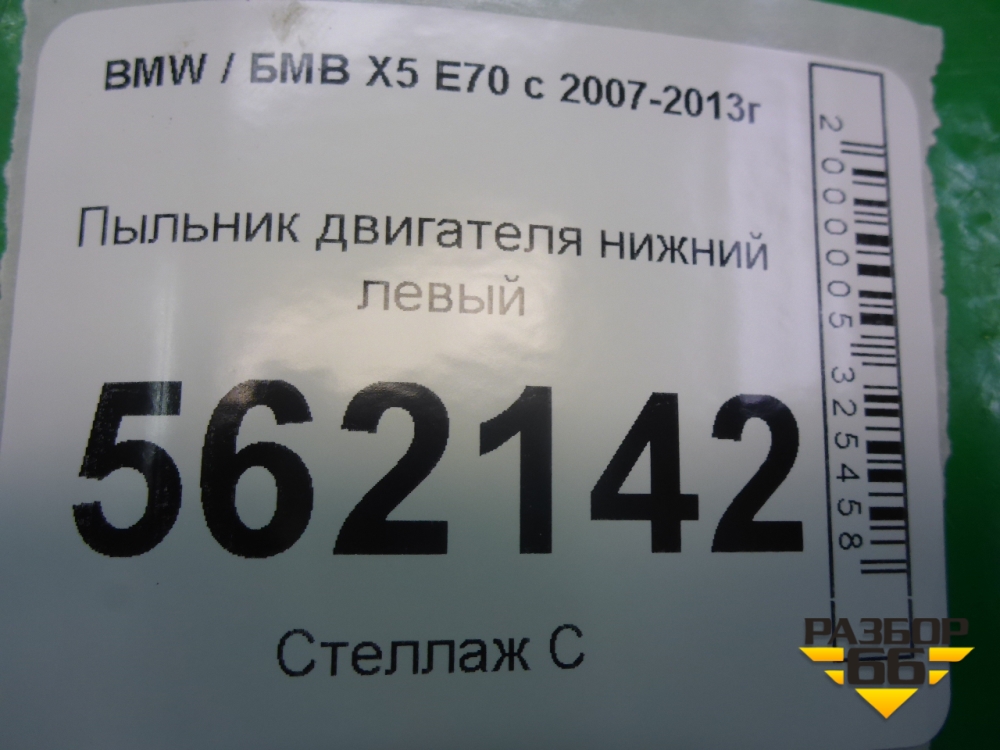 BMW / БМВ X5 E70 с 2007-2013г
Пыльник двигателя нижний
левый
562142
Стеллаж С
2000005325458
РАЗБОР
66